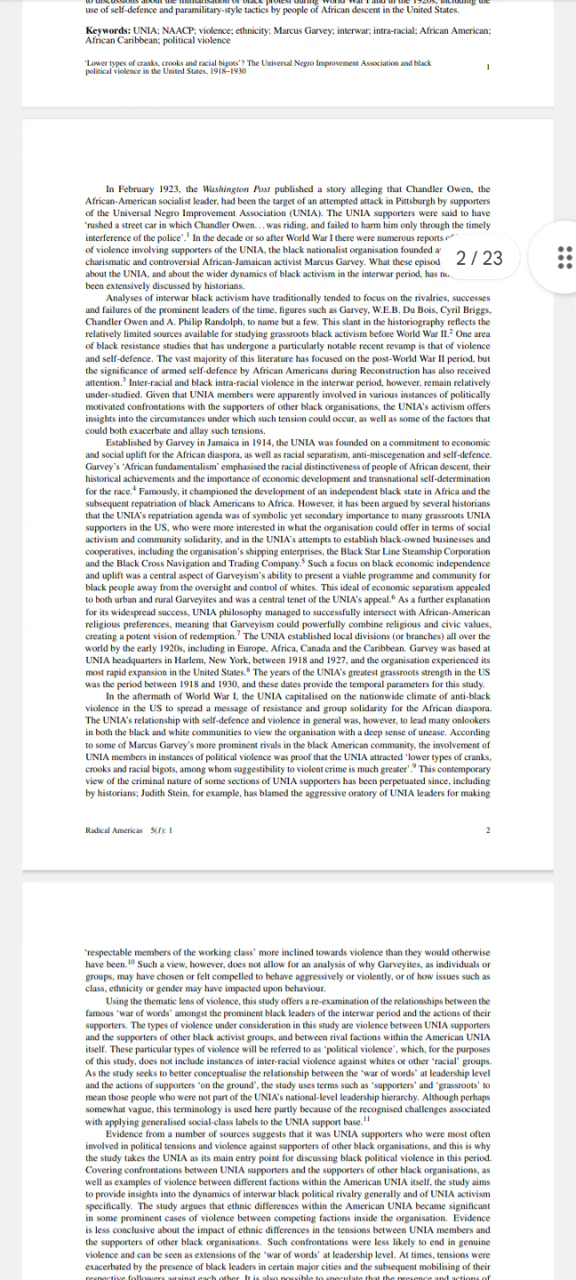 to discussions about the militarisation of black protest during World War I and in the 1920s, including the
use of self-defence and paramilitary-style tactics by people of African descent in the United States.
Keywords: UNIA; NAACP; violence; ethnicity; Marcus Garvey; interwar; intra-racial; African American;
African Caribbean; political violence
'Lower types of cranks, crooks and racial bigots'? The Universal Negro Improvement Association and black
political violence in the United States, 1918–1930
1
In February 1923, the Washington Post published a story alleging that Chandler Owen, the
African-American socialist leader, had been the target of an attempted attack in Pittsburgh by supporters
of the Universal Negro Improvement Association (UNIA). The UNIA supporters were said to have
'rushed a street car in which Chandler Owen…was riding, and failed to harm him only through the timely
interference of the police'.1 In the decade or so after World War I there were numerous reports
of violence involving supporters of the UNIA, the black nationalist organisation founded
charismatic and controversial African-Jamaican activist Marcus Garvey. What these episod
about the UNIA, and about the wider dynamics of black activism in the interwar period, has
been extensively discussed by historians.
2 / 23
Analyses of interwar black activism have traditionally tended to focus on the rivalries, successes
and failures of the prominent leaders of the time, figures such as Garvey, W.E.B. Du Bois, Cyril Briggs,
Chandler Owen and A. Philip Randolph, to name but a few. This slant in the historiography reflects the
relatively limited sources available for studying grassroots black activism before World War II.2 One area
of black resistance studies that has undergone a particularly notable recent revamp is that of violence
and self-defence. The vast majority of this literature has focused on the post-World War II period, but
the significance of armed self-defence by African Americans during Reconstruction has also received
attention.3 Inter-racial and black intra-racial violence in the interwar period, however, remain relatively
under-studied. Given that UNIA members were apparently involved in various instances of politically
motivated confrontations with the supporters of other black organisations, the UNIA's activism offers
insights into the circumstances under which such tension could occur, as well as some of the factors that
could both exacerbate and allay such tensions.
Established by Garvey in Jamaica in 1914, the UNIA was founded on a commitment to economic
and social uplift for the African diaspora, as well as racial separatism, anti-miscegenation and self-defence.
Garvey's 'African fundamentalism' emphasised the racial distinctiveness of people of African descent, their
historical achievements and the importance of economic development and transnational self-determination
for the race.4 Famously, it championed the development of an independent black state in Africa and the
subsequent repatriation of black Americans to Africa. However, it has been argued by several historians
that the UNIA's repatriation agenda was of symbolic yet secondary importance to many grassroots UNIA
supporters in the US, who were more interested in what the organisation could offer in terms of social
activism and community solidarity, and in the UNIA's attempts to establish black-owned businesses and
cooperatives, including the organisation's shipping enterprises, the Black Star Line Steamship Corporation
and the Black Cross Navigation and Trading Company.5 Such a focus on black economic independence
and uplift was a central aspect of Garveyism's ability to present a viable programme and community for
black people away from the oversight and control of whites. This ideal of economic separatism appealed
to both urban and rural Garveyites and was a central tenet of the UNIA's appeal.6 As a further explanation
for its widespread success, UNIA philosophy managed to successfully intersect with African-American
religious preferences, meaning that Garveyism could powerfully combine religious and civic values,
creating a potent vision of redemption.7 The UNIA established local divisions (or branches) all over the
world by the early 1920s, including in Europe, Africa, Canada and the Caribbean. Garvey was based at
UNIA headquarters in Harlem, New York, between 1918 and 1927, and the organisation experienced its
most rapid expansion in the United States.8 The years of the UNIA's greatest grassroots strength in the US
was the period between 1918 and 1930, and these dates provide the temporal parameters for this study.
In the aftermath of World War I, the UNIA capitalised on the nationwide climate of anti-black
violence in the US to spread a message of resistance and group solidarity for the African diaspora.
The UNIA's relationship with self-defence and violence in general was, however, to lead many onlookers
in both the black and white communities to view the organisation with a deep sense of unease. According
to some of Marcus Garvey's more prominent rivals in the black American community, the involvement of
UNIA members in instances of political violence was proof that the UNIA attracted 'lower types of cranks,
crooks and racial bigots, among whom suggestibility to violent crime is much greater'.9 This contemporary
view of the criminal nature of some sections of UNIA supporters has been perpetuated since, including
by historians; Judith Stein, for example, has blamed the aggressive oratory of UNIA leaders for making
Radical Americas 5(1): 1
2
'respectable members of the working class' more inclined towards violence than they would otherwise
have been.10 Such a view, however, does not allow for an analysis of why Garveyites, as individuals or
groups, may have chosen or felt compelled to behave aggressively or violently, or of how issues such as
class, ethnicity or gender may have impacted upon behaviour.
Using the thematic lens of violence, this study offers a re-examination of the relationships between the
famous 'war of words' amongst the prominent black leaders of the interwar period and the actions of their
supporters. The types of violence under consideration in this study are violence between UNIA supporters
and the supporters of other black organisations, and between rival factions within the American UNIA
itself. These particular types of violence will be referred to as 'political violence', which, for the purposes
of this study, does not include instances of inter-racial violence against whites or other 'racial' groups.
As the study seeks to better conceptualise the relationship between the 'war of words' at leadership level
and the actions of supporters 'on the ground', the study uses terms such as 'supporters' and 'grassroots' to
mean those people who were not part of the UNIA's national-level leadership hierarchy. Although perhaps
somewhat vague, this terminology is used here partly because of the recognised challenges associated
with applying generalised social-class labels to the UNIA support base.11
Evidence from a number of sources suggests that it was UNIA supporters who were most often
involved in political tensions and violence against supporters of other black organisations, and this is why
the study takes the UNIA as its main entry point for discussing black political violence in this period.
Covering confrontations between UNIA supporters and the supporters of other black organisations, as
well as examples of violence between different factions within the American UNIA itself, the study aims
to provide insights into the dynamics of interwar black political rivalry generally and of UNIA activism
specifically. The study argues that ethnic differences within the American UNIA became significant
in some prominent cases of violence between competing factions inside the organisation. Evidence
is less conclusive about the impact of ethnic differences in the tensions between UNIA members and
the supporters of other black organisations. Such confrontations were less likely to end in genuine
violence and can be seen as extensions of the 'war of words' at leadership level. At times, tensions were
exacerbated by the presence of black leaders in certain major cities and the subsequent mobilising of their
respective followers against each other. It is also possible to speculate that the presence and actions of